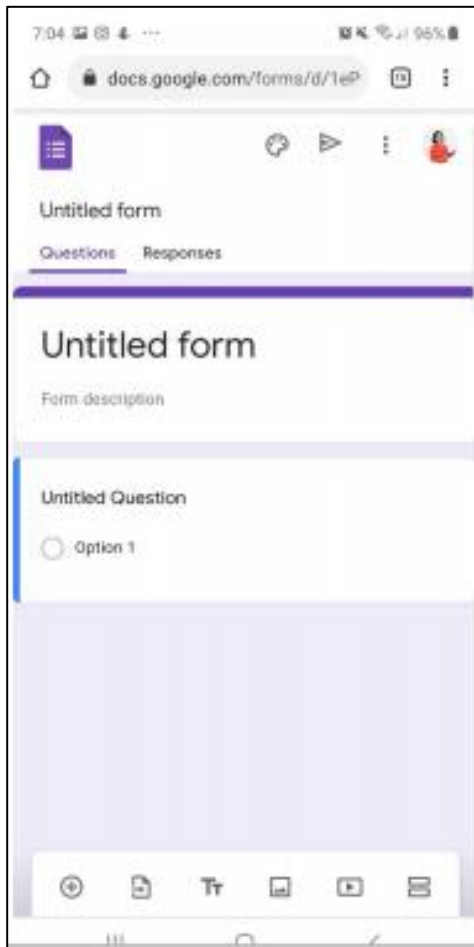 7:04
96%
docs.google.com/forms/d/1eP
Untitled form
Questions Responses
Untitled form
Form description
Untitled Question
Option 1
Tт